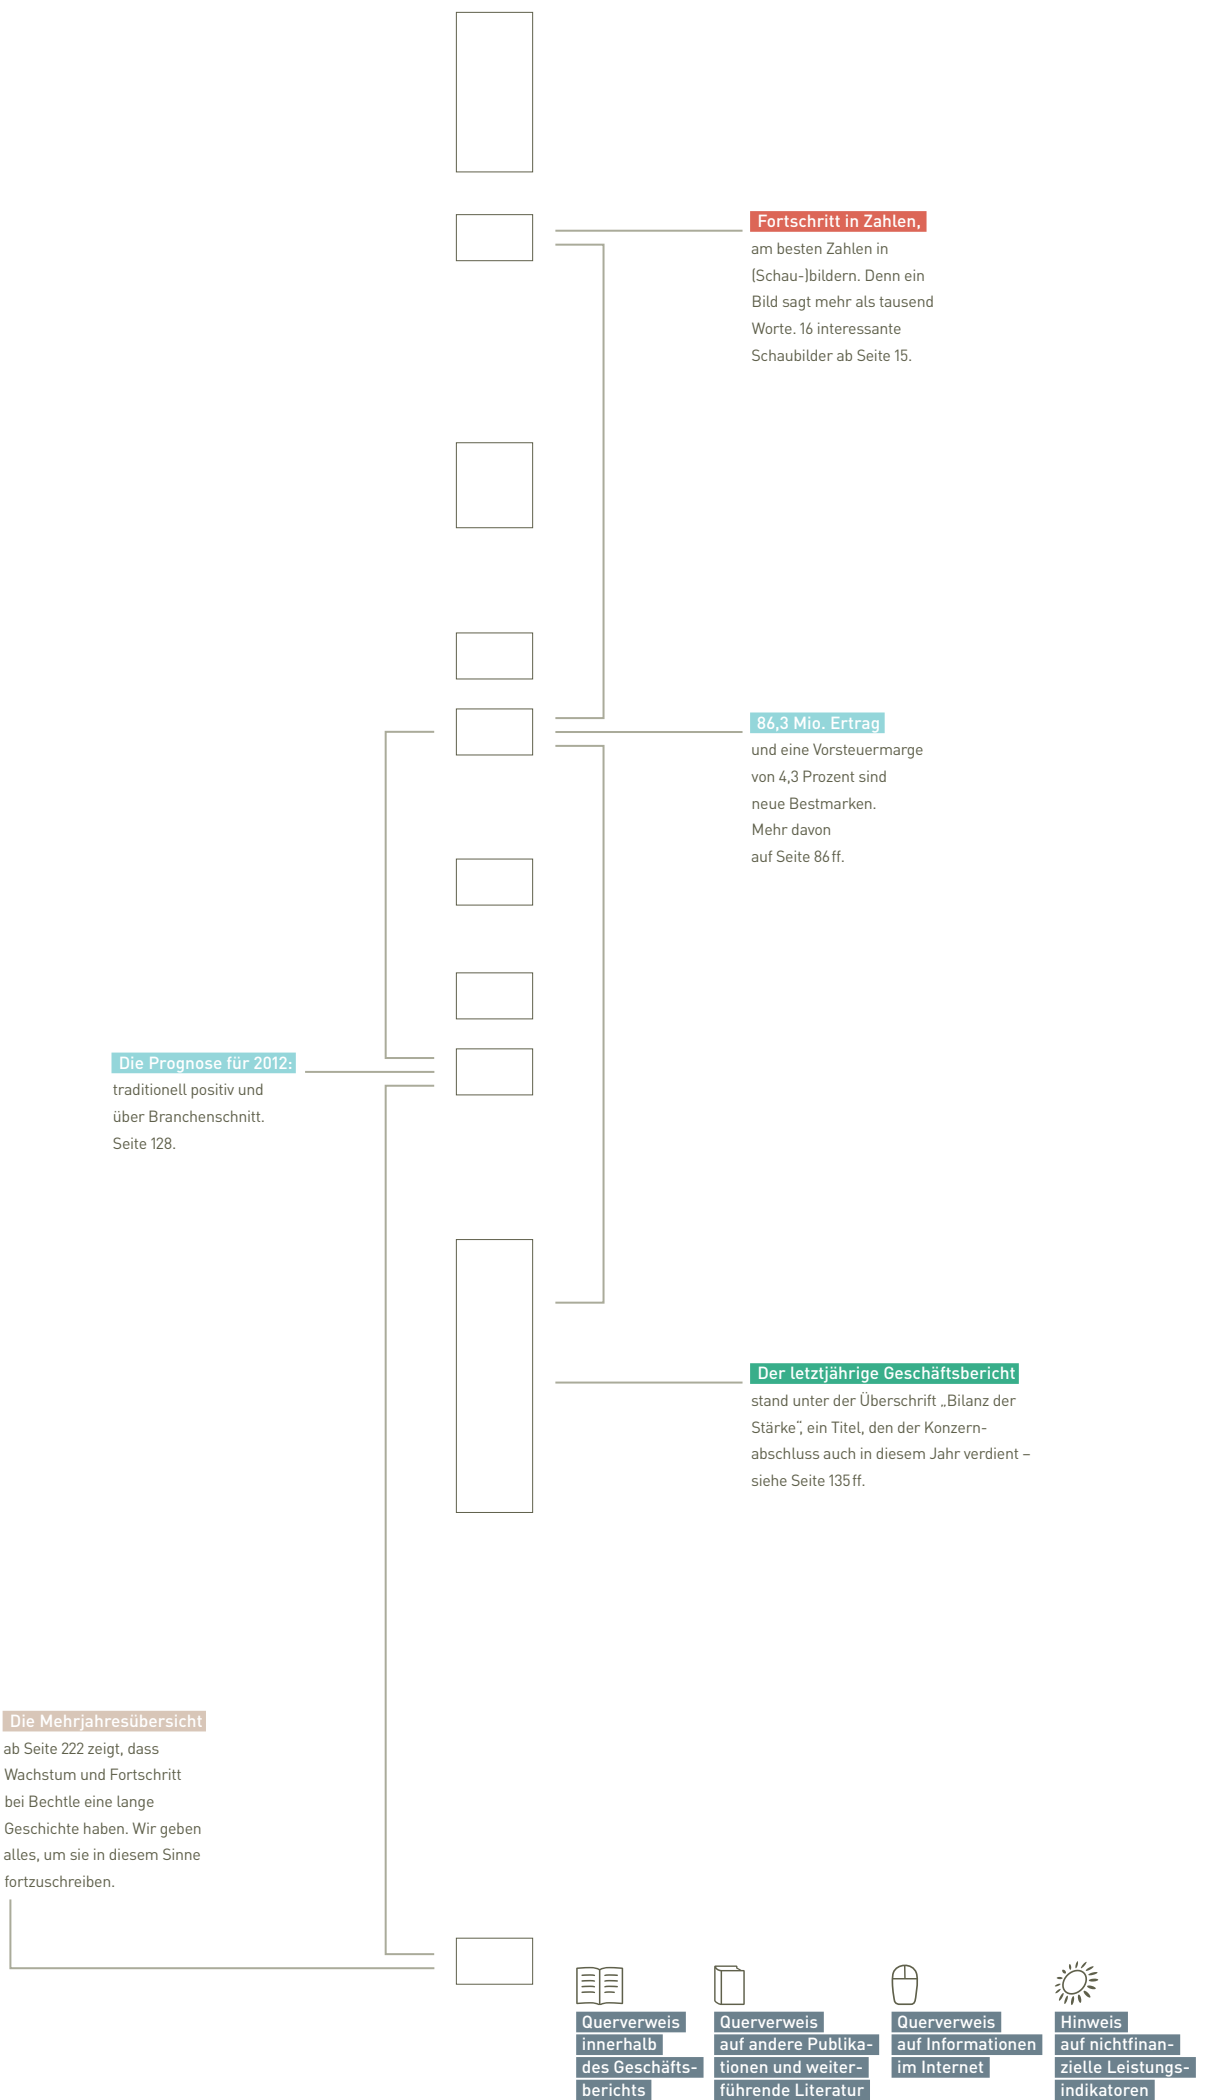 Fortschritt in Zahlen,
am besten Zahlen in
(Schau-)bildern. Denn ein
Bild sagt mehr als tausend
Worte. 16 interessante
Schaubilder ab Seite 15.
86,3 Mio. Ertrag
und eine Vorsteuermarge
von 4,3 Prozent sind
neue Bestmarken.
Mehr davon
auf Seite 86 ff.
Die Prognose für 2012:
traditionell positiv und
über Branchenschnitt.
Seite 128.
Der letztjährige Geschäftsbericht
stand unter der Überschrift „Bilanz der
Stärke“, ein Titel, den der Konzern-
abschluss auch in diesem Jahr verdient –
siehe Seite 135 ff.
Die Mehrjahresübersicht
ab Seite 222 zeigt, dass
Wachstum und Fortschritt
bei Bechtle eine lange
Geschichte haben. Wir geben
alles, um sie in diesem Sinne
fortzuschreiben.
Querverweis
innerhalb
des Geschäfts-
berichts
Querverweis
auf andere Publika-
tionen und weiter-
führende Literatur
Querverweis
auf Informationen
im Internet
Hinweis
auf nichtfinan-
zielle Leistungs-
indikatoren